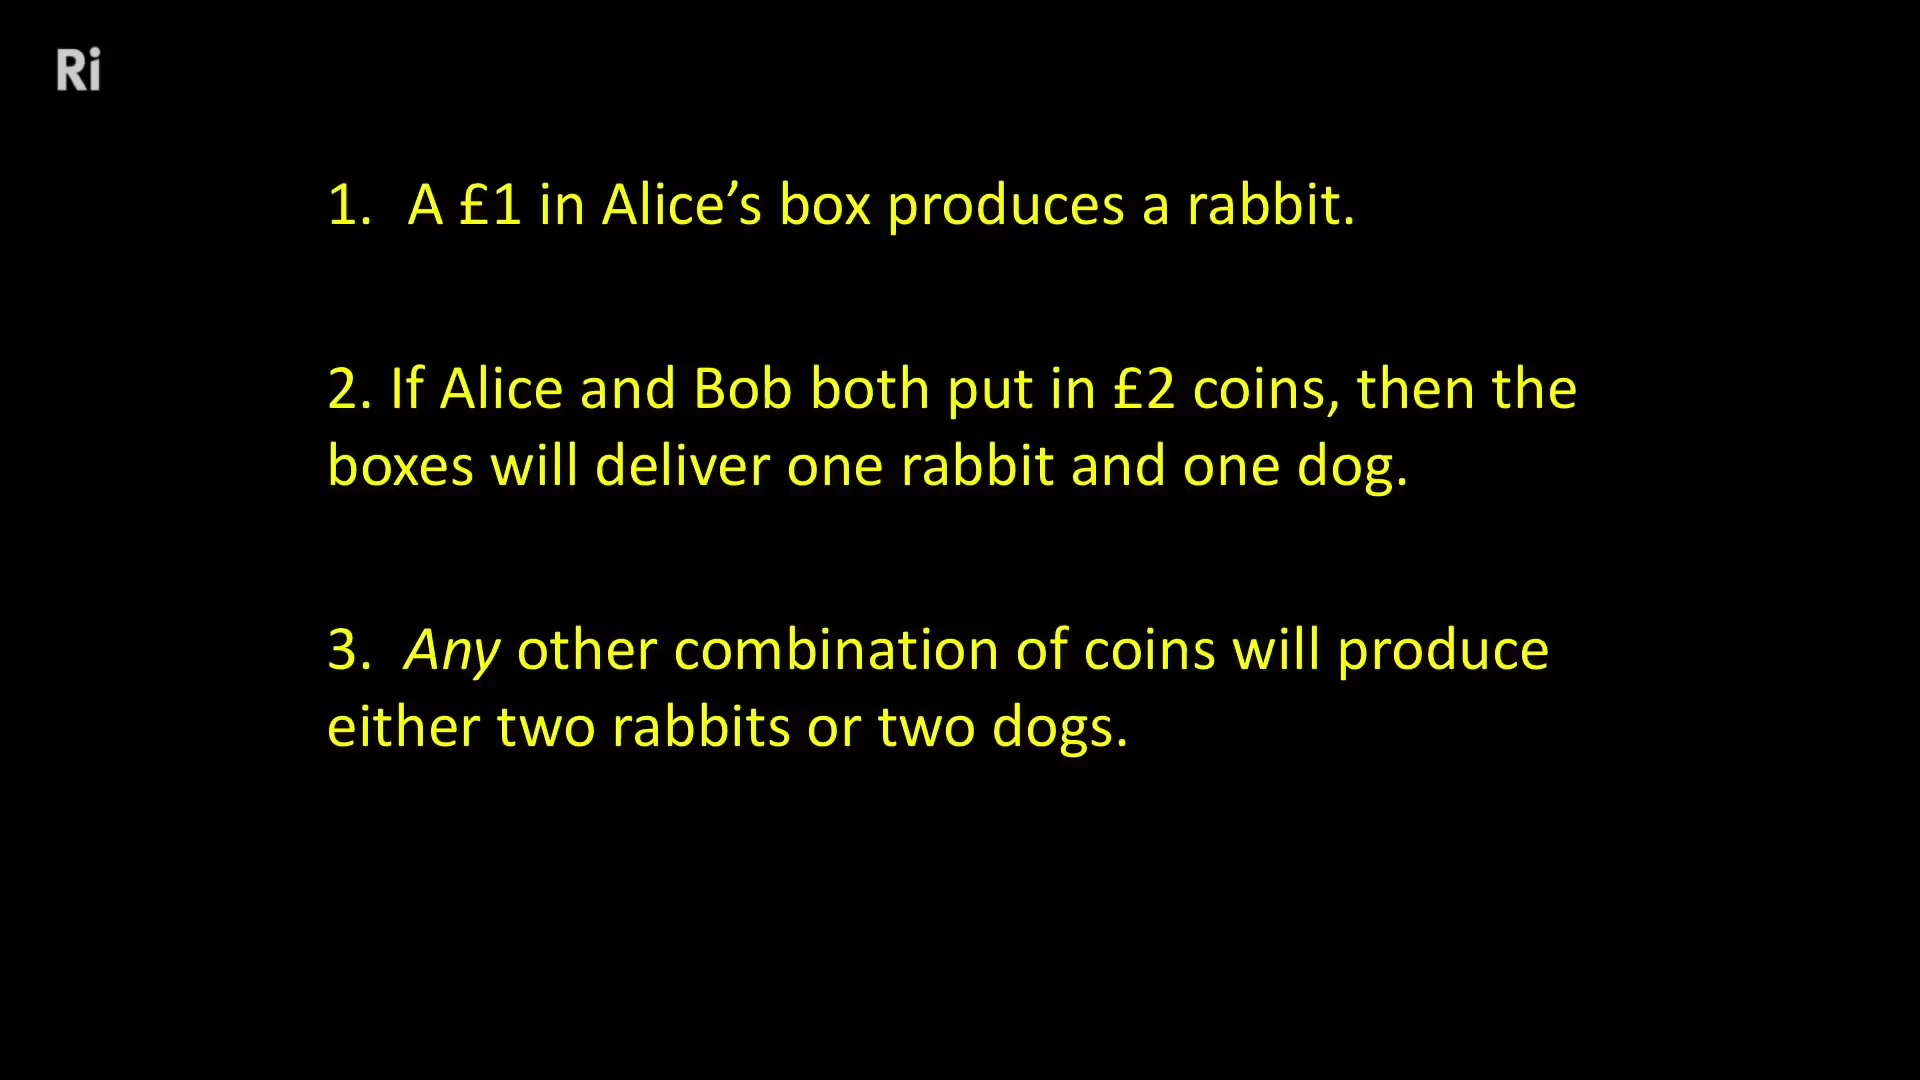 Ri
1. A £1 in Alice’s box produces a rabbit.
2. If Alice and Bob both put in £2 coins, then the
boxes will deliver one rabbit and one dog.
3. Any other combination of coins will produce
either two rabbits or two dogs.